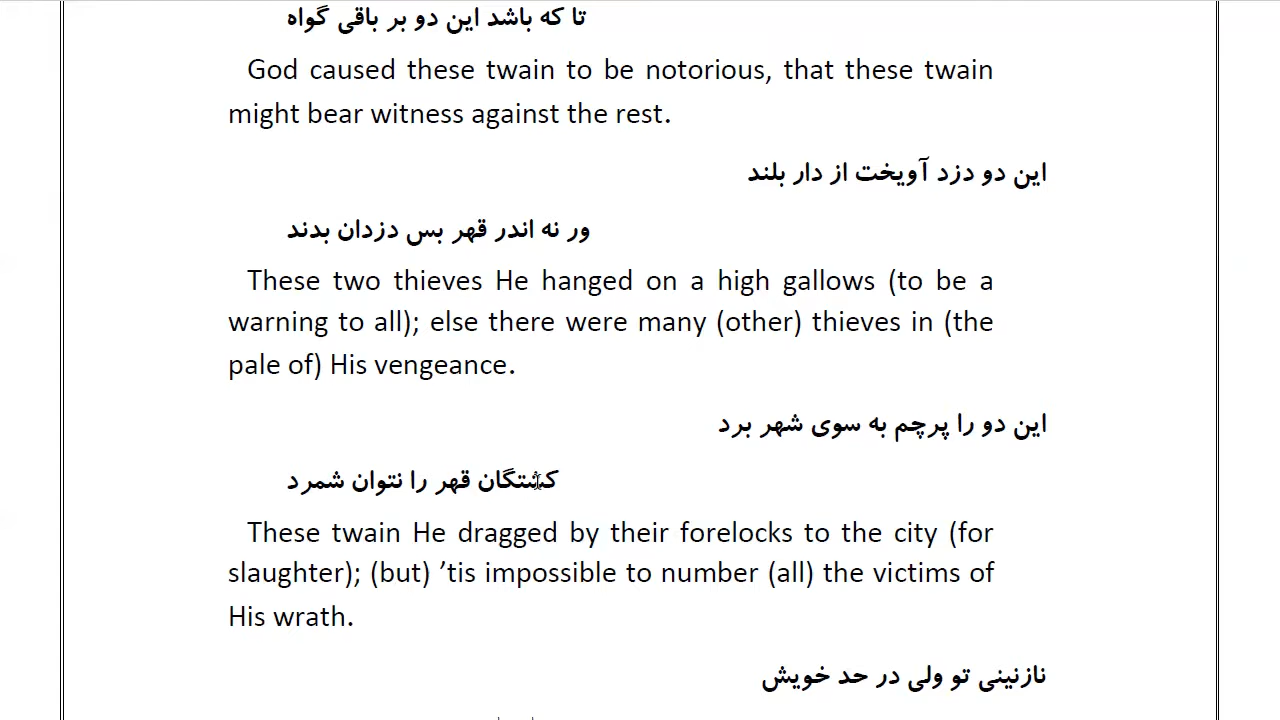 تا که باشد این دو بر باقی گواه
God caused these twain to be notorious, that these twain
might bear witness against the rest.
این دو دزد آویخت از دار بلند
ور نه اندر قهر بس دزدان بدند
These two thieves He hanged on a high gallows (to be a
warning to all); else there were many (other) thieves in (the
pale of) His vengeance.
این دو را پرچم به سوی شهر برد
کشتگان قهر را نتوان شمرد
These twain He dragged by their forelocks to the city (for
slaughter); (but) ’tis impossible to number (all) the victims of
His wrath.
نازنینی تو ولی در حد خویش